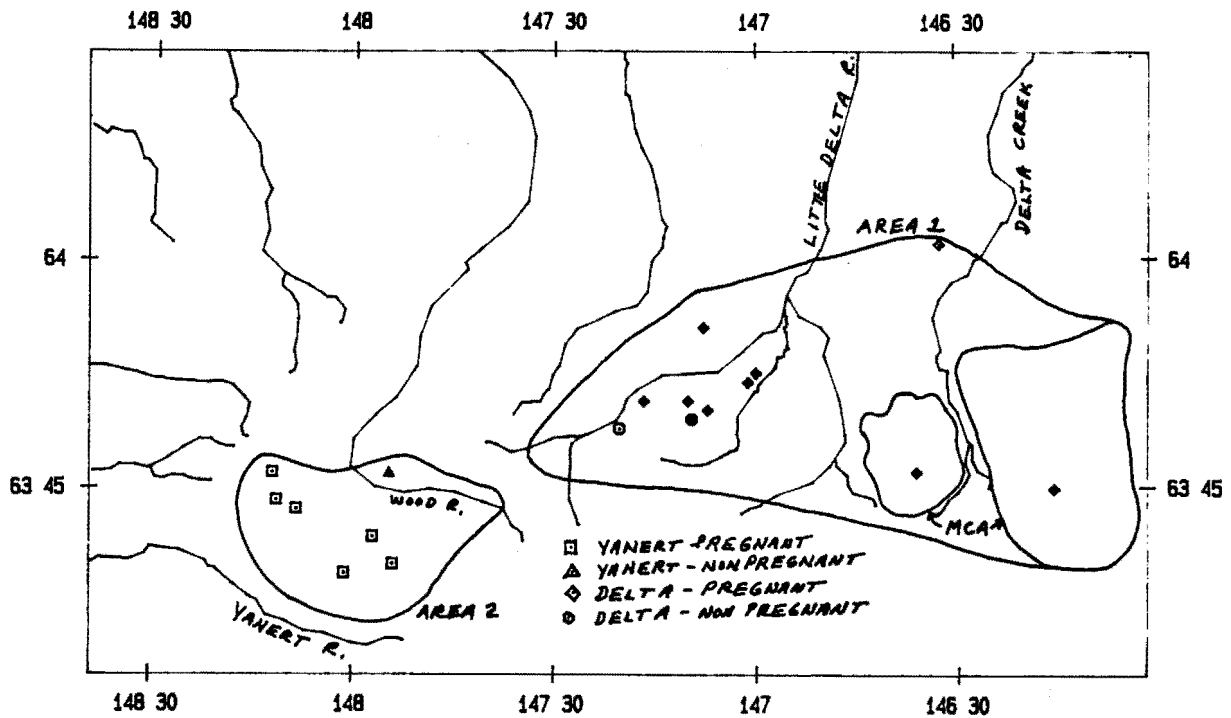 148 30 148 147 30 147 146 30
LITTLE DELTA R.
DELTA CREEK
AREA 1
64 64
63 45 63 45
WOOD R.
MCA
YANERT - PREGNANT
YANERT - NONPREGNANT
DELTA - PREGNANT
DELTA - NON PREGNANT
AREA 2
YANERT R.
148 30 148 147 30 147 146 30